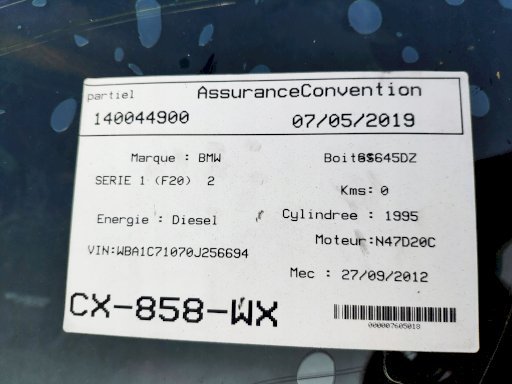 partiel AssuranceConvention
140044900 07/05/2019
Marque : BMW
SERIE 1 (F20) 2
Kms: 0
Energie : Diesel
Cylindree : 1995
Moteur:N47D20C
VIN:WBA1C71070J256694
Mec : 27/09/2012
CX-858-WX
000007605018